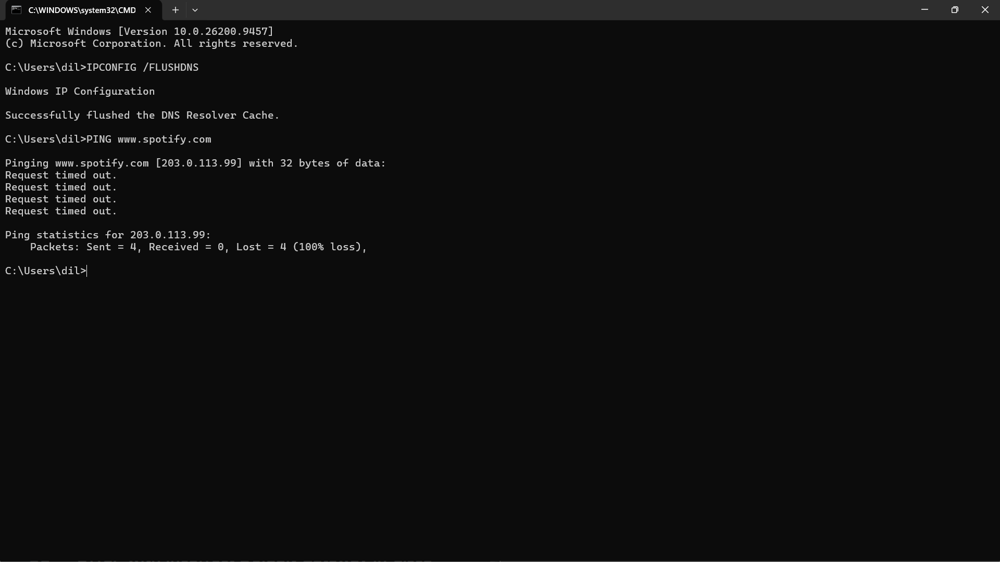 C:\WINDOWS\system32\CMD
Microsoft Windows [Version 10.0.26200.9457]
(c) Microsoft Corporation. All rights reserved.
C:\Users\dil>IPCONFIG /FLUSHDNS
Windows IP Configuration
Successfully flushed the DNS Resolver Cache.
C:\Users\dil>PING www.spotify.com
Pinging www.spotify.com [203.0.113.99] with 32 bytes of data:
Request timed out.
Request timed out.
Request timed out.
Request timed out.
Ping statistics for 203.0.113.99:
    Packets: Sent = 4, Received = 0, Lost = 4 (100% loss),
C:\Users\dil>